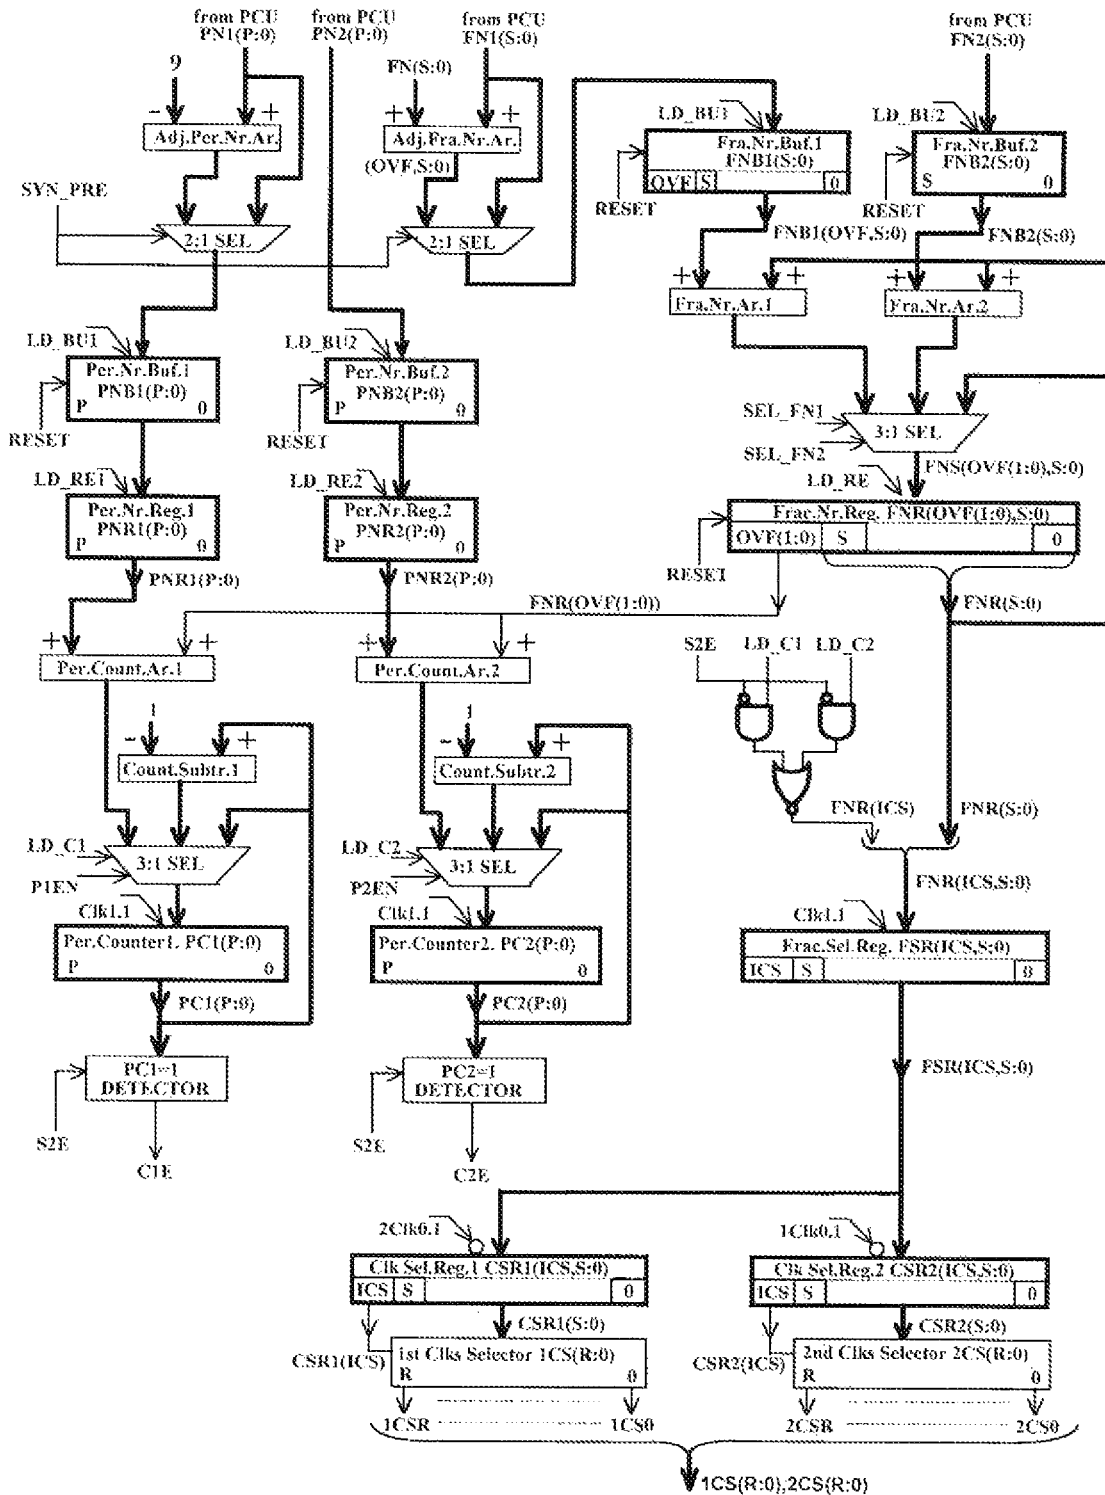 from PCU
PN1(P:0)
from PCU
PN2(P:0)
from PCU
FN1(S:0)
from PCU
FN2(S:0)
9
FN(S:0)
- +
+ +
Adj.Per.Nr.Ar.
Adj.Fra.Nr.Ar.
(OVF,S:0)
LD_BU1
Fra.Nr.Buf.1
FNB1(S:0)
OVF S 0
LD_BU2
Fra.Nr.Buf.2
FNB2(S:0)
S 0
SYN_PRE
RESET
RESET
2:1 SEL
2:1 SEL
FNB1(OVF,S:0)
FNB2(S:0)
+ +
+ +
Fra.Nr.Ar.1
Fra.Nr.Ar.2
LD_BU1
Per.Nr.Buf.1
PNB1(P:0)
P 0
RESET
LD_BU2
Per.Nr.Buf.2
PNB2(P:0)
P 0
RESET
SEL_FN1
SEL_FN2
3:1 SEL
FNS(OVF(1:0),S:0)
LD_RE1
Per.Nr.Reg.1
PNR1(P:0)
P 0
LD_RE2
Per.Nr.Reg.2
PNR2(P:0)
P 0
LD_RE
Frac.Nr.Reg. FNR(OVF(1:0),S:0)
OVF(1:0) S 0
RESET
PNR1(P:0)
PNR2(P:0)
FNR(OVF(1:0))
FNR(S:0)
+ +
+ +
Per.Count.Ar.1
Per.Count.Ar.2
S2E LD_C1 LD_C2
1
- +
Count.Subtr.1
1
- +
Count.Subtr.2
FNR(ICS)
FNR(S:0)
LD_C1
P1EN
3:1 SEL
LD_C2
P2EN
3:1 SEL
FNR(ICS,S:0)
Clk1.1
Per.Counter1. PC1(P:0)
P 0
Clk1.1
Per.Counter2. PC2(P:0)
P 0
Clk1.1
Frac.Sel.Reg. FSR(ICS,S:0)
ICS S 0
PC1(P:0)
PC2(P:0)
PC1=1
DETECTOR
PC2=1
DETECTOR
FSR(ICS,S:0)
S2E
C1E
S2E
C2E
2Clk0.1
Clk Sel.Reg.1 CSR1(ICS,S:0)
ICS S 0
1Clk0.1
Clk Sel.Reg.2 CSR2(ICS,S:0)
ICS S 0
CSR1(S:0)
CSR2(S:0)
CSR1(ICS)
1st Clks Selector 1CS(R:0)
R 0
CSR2(ICS)
2nd Clks Selector 2CS(R:0)
R 0
1CSR 1CS0
2CSR 2CS0
1CS(R:0),2CS(R:0)